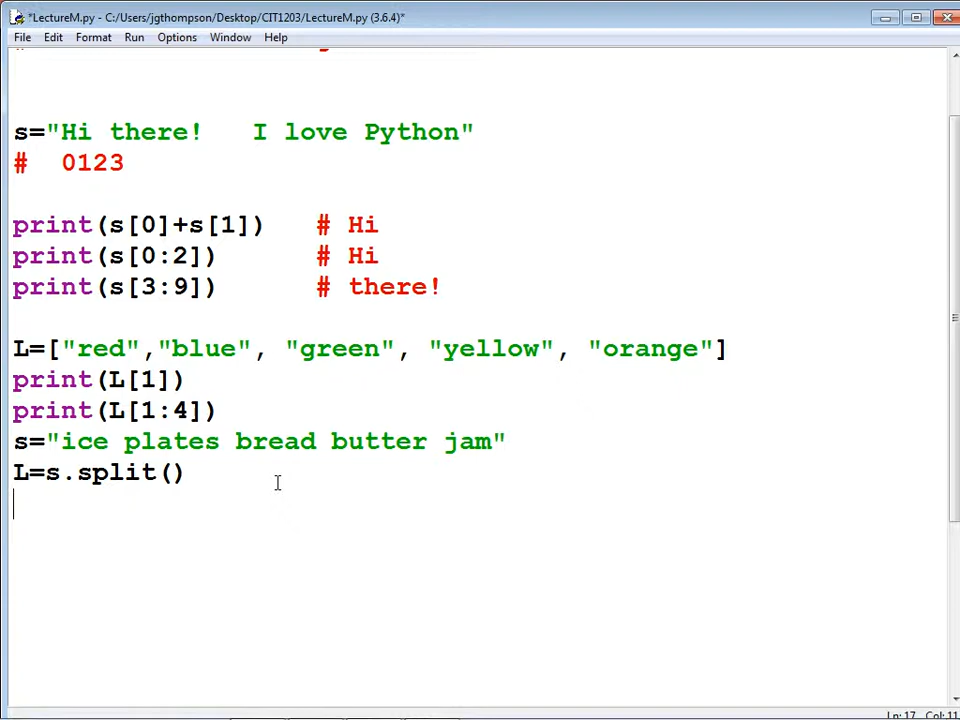 *LectureM.py - C:/Users/jgthompson/Desktop/CIT1203/LectureM.py (3.6.4)*
File Edit Format Run Options Window Help
s="Hi there!   I love Python"
#  0123
print(s[0]+s[1])   # Hi
print(s[0:2])      # Hi
print(s[3:9])      # there!
L=["red","blue", "green", "yellow", "orange"]
print(L[1])
print(L[1:4])
s="ice plates bread butter jam"
L=s.split()
Ln: 17 Col: 11